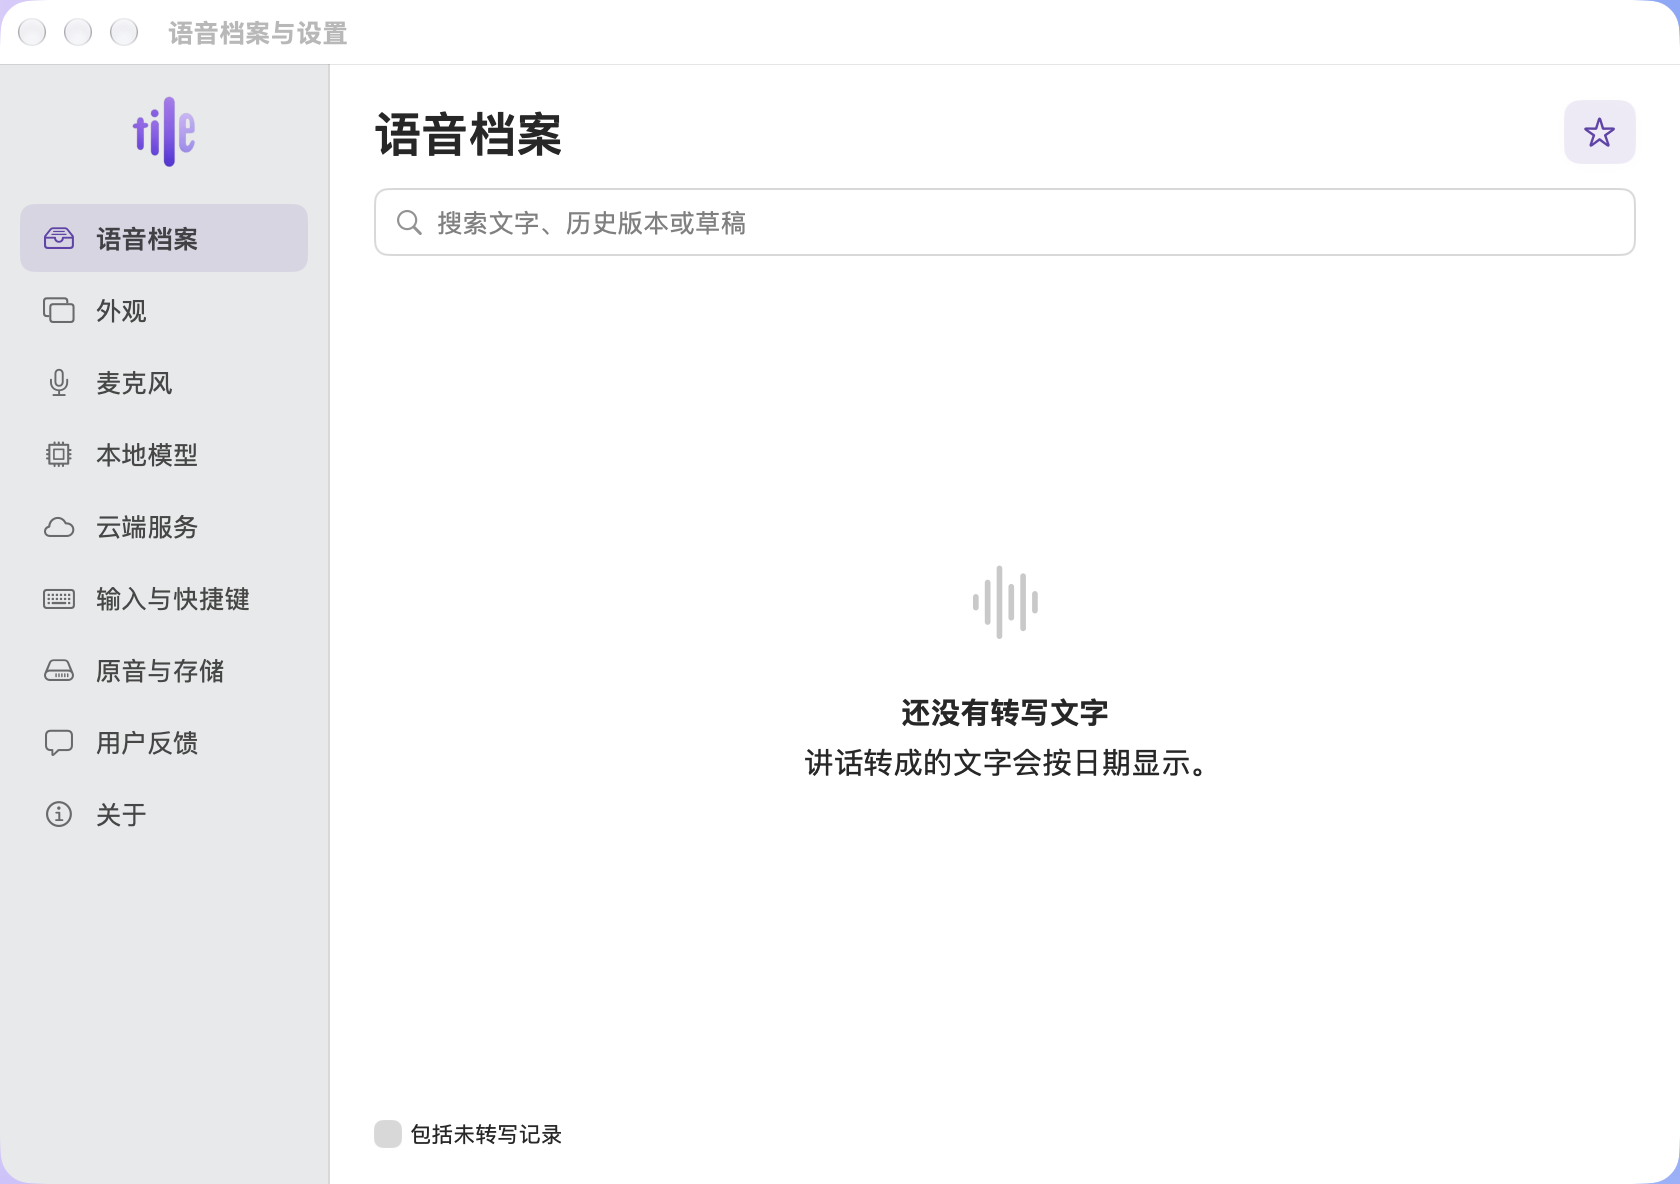 语音档案与设置
tile
语音档案
外观
麦克风
本地模型
云端服务
输入与快捷键
原音与存储
用户反馈
关于
语音档案
搜索文字、历史版本或草稿
还没有转写文字
讲话转成的文字会按日期显示。
包括未转写记录